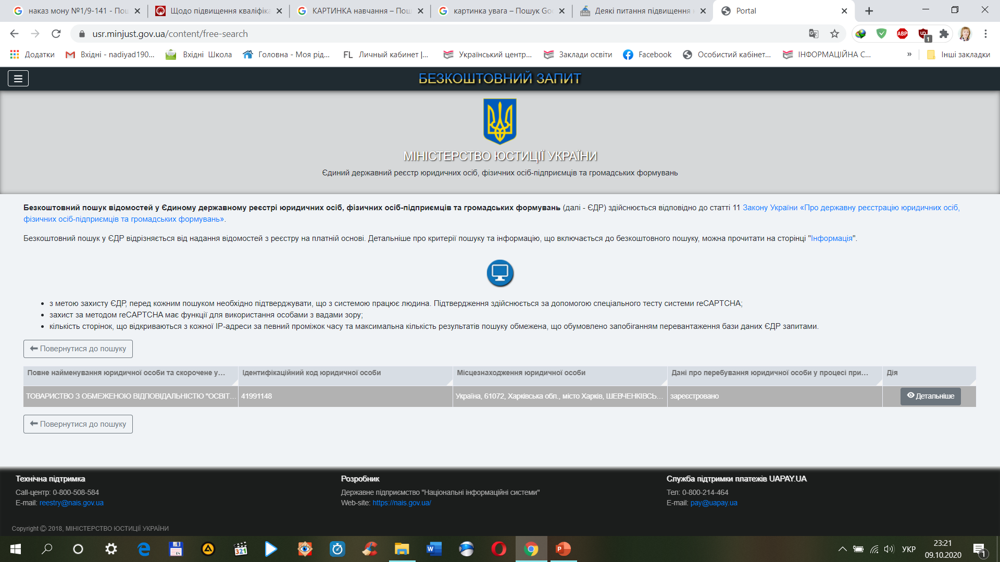 наказ мону №1/9-141 - Пош
Щодо підвищення кваліфіка
КАРТИНКА навчання – Пош
картинка увага – Пошук Go
Деякі питання підвищення
Portal
usr.minjust.gov.ua/content/free-search
ABP
1
Додатки
Вхідні - nadiyad190...
Вхідні Школа
Головна - Моя рід...
FL Личный кабинет |...
Український центр...
Заклади освіти
Facebook
Особистий кабінет...
ІНФОРМАЦІЙНА С...
»
Інші закладки
БЕЗКОШТОВНИЙ ЗАПИТ
МІНІСТЕРСТВО ЮСТИЦІЇ УКРАЇНИ
Єдиний державний реєстр юридичних осіб, фізичних осіб-підприємців та громадських формувань
Безкоштовний пошук відомостей у Єдиному державному реєстрі юридичних осіб, фізичних осіб-підприємців та громадських формувань (далі - ЄДР) здійснюється відповідно до статті 11 Закону України «Про державну реєстрацію юридичних осіб,
фізичних осіб-підприємців та громадських формувань».
Безкоштовний пошук у ЄДР відрізняється від надання відомостей з реєстру на платній основі. Детальніше про критерії пошуку та інформацію, що включається до безкоштовного пошуку, можна прочитати на сторінці "Інформація".
• з метою захисту ЄДР, перед кожним пошуком необхідно підтверджувати, що з системою працює людина. Підтвердження здійснюється за допомогою спеціального тесту системи reCAPTCHA;
• захист за методом reCAPTCHA має функції для використання особами з вадами зору;
• кількість сторінок, що відкриваються з кожної IP-адреси за певний проміжок часу та максимальна кількість результатів пошуку обмежена, що обумовлено запобіганням перевантаження бази даних ЄДР запитами.
Повернутися до пошуку
Повне найменування юридичної особи та скорочене у...
Ідентифікаційний код юридичної особи
Місцезнаходження юридичної особи
Дані про перебування юридичної особи у процесі при...
Дія
ТОВАРИСТВО З ОБМЕЖЕНОЮ ВІДПОВІДАЛЬНІСТЮ "ОСВІТ...
41991148
Україна, 61072, Харківська обл., місто Харків, ШЕВЧЕНКІВСЬ...
зареєстровано
Детальніше
Повернутися до пошуку
Технічна підтримка
Call-центр: 0-800-508-584
E-mail: reestry@nais.gov.ua
Розробник
Державне підприємство "Національні інформаційні системи"
Web-site: https://nais.gov.ua/
Служба підтримки платежів UAPAY.UA
Тел: 0-800-214-464
E-mail: pay@uapay.ua
Copyright © 2018, МІНІСТЕРСТВО ЮСТИЦІЇ УКРАЇНИ
64
321
W
P
УКР
23:21
09.10.2020
1